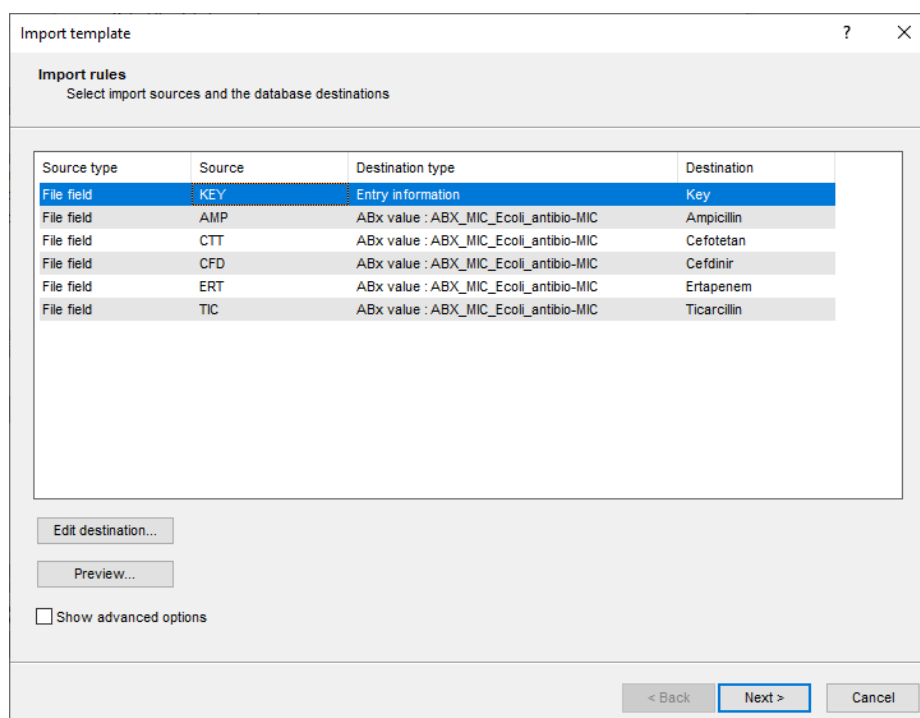 Import template ?
Import rules
Select import sources and the database destinations
Source type Source Destination type Destination
File field KEY Entry information Key
File field AMP ABx value : ABX_MIC_Ecoli_antibio-MIC Ampicillin
File field CTT ABx value : ABX_MIC_Ecoli_antibio-MIC Cefotetan
File field CFD ABx value : ABX_MIC_Ecoli_antibio-MIC Cefdinir
File field ERT ABx value : ABX_MIC_Ecoli_antibio-MIC Ertapenem
File field TIC ABx value : ABX_MIC_Ecoli_antibio-MIC Ticarcillin
Edit destination...
Preview...
Show advanced options
< Back Next > Cancel